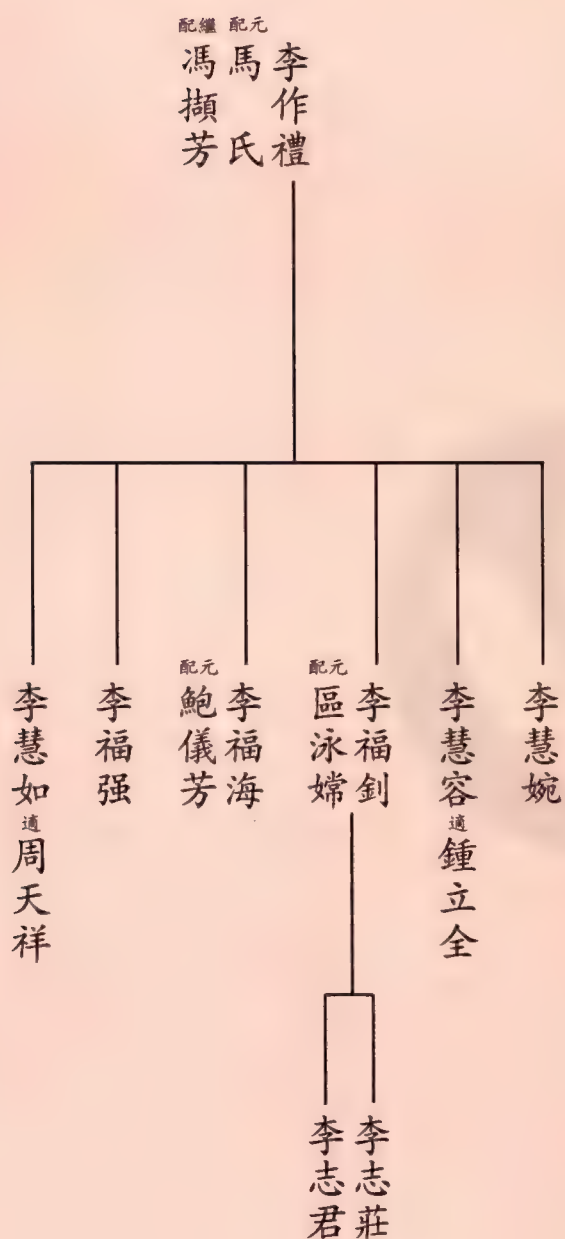 李作禮
元配
馬氏
繼配
馮擷芳
李慧婉
李慧容適鍾立全
李福釗
元配
區泳嫦
李福海
元配
鮑儀芳
李福强
李慧如適周天祥
李志莊
李志君